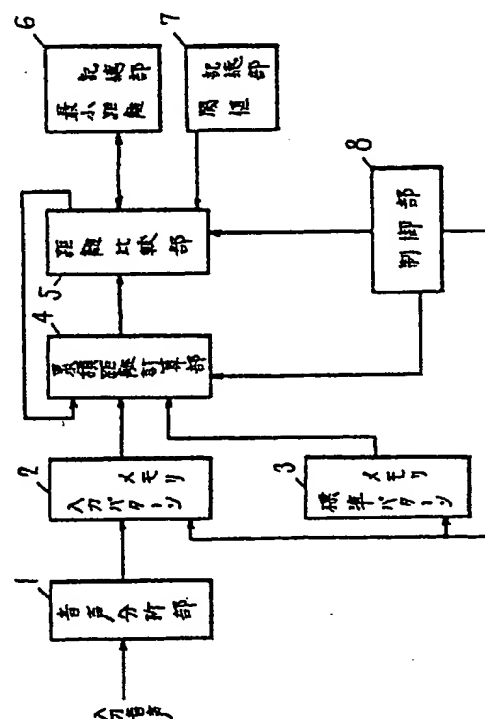 入力音声
1
音声分析部
2
入力パターン
メモリ
3
標準パターン
メモリ
4
累積距離計算部
5
距離比較部
6
最小距離
記憶部
7
閾値
記憶部
8
制御部